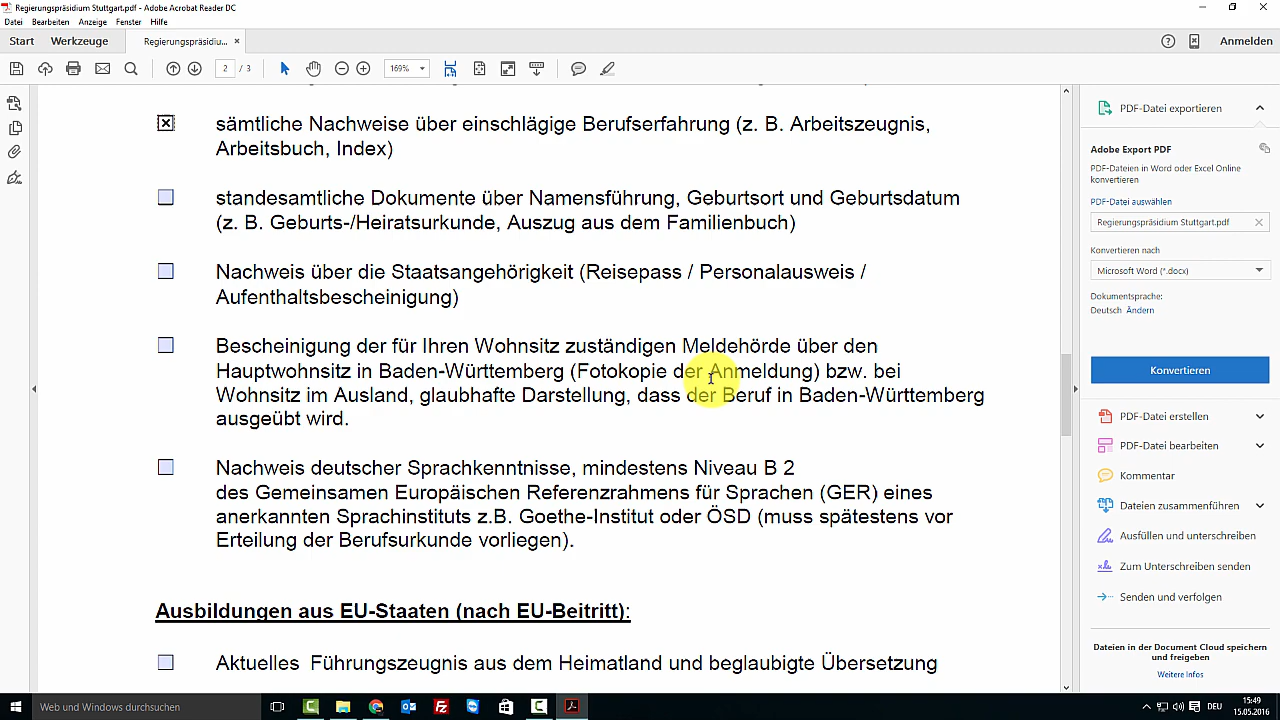 Regierungspräsidium Stuttgart.pdf - Adobe Acrobat Reader DC
Datei Bearbeiten Anzeige Fenster Hilfe
Start Werkzeuge Regierungspräsidiu... × Anmelden
2 / 3 169%
sämtliche Nachweise über einschlägige Berufserfahrung (z. B. Arbeitszeugnis,
Arbeitsbuch, Index)
standesamtliche Dokumente über Namensführung, Geburtsort und Geburtsdatum
(z. B. Geburts-/Heiratsurkunde, Auszug aus dem Familienbuch)
Nachweis über die Staatsangehörigkeit (Reisepass / Personalausweis /
Aufenthaltsbescheinigung)
Bescheinigung der für Ihren Wohnsitz zuständigen Meldehörde über den
Hauptwohnsitz in Baden-Württemberg (Fotokopie der Anmeldung) bzw. bei
Wohnsitz im Ausland, glaubhafte Darstellung, dass der Beruf in Baden-Württemberg
ausgeübt wird.
Nachweis deutscher Sprachkenntnisse, mindestens Niveau B 2
des Gemeinsamen Europäischen Referenzrahmens für Sprachen (GER) eines
anerkannten Sprachinstituts z.B. Goethe-Institut oder ÖSD (muss spätestens vor
Erteilung der Berufsurkunde vorliegen).
Ausbildungen aus EU-Staaten (nach EU-Beitritt):
Aktuelles Führungszeugnis aus dem Heimatland und beglaubigte Übersetzung
PDF-Datei exportieren
Adobe Export PDF
PDF-Dateien in Word oder Excel Online
konvertieren
PDF-Datei auswählen
Regierungspräsidium Stuttgart.pdf
Konvertieren nach
Microsoft Word (*.docx)
Dokumentsprache:
Deutsch Ändern
Konvertieren
PDF-Datei erstellen
PDF-Datei bearbeiten
Kommentar
Dateien zusammenführen
Ausfüllen und unterschreiben
Zum Unterschreiben senden
Senden und verfolgen
Dateien in der Document Cloud speichern
und freigeben
Weitere Infos
Web und Windows durchsuchen
DEU
15:49
15.05.2016